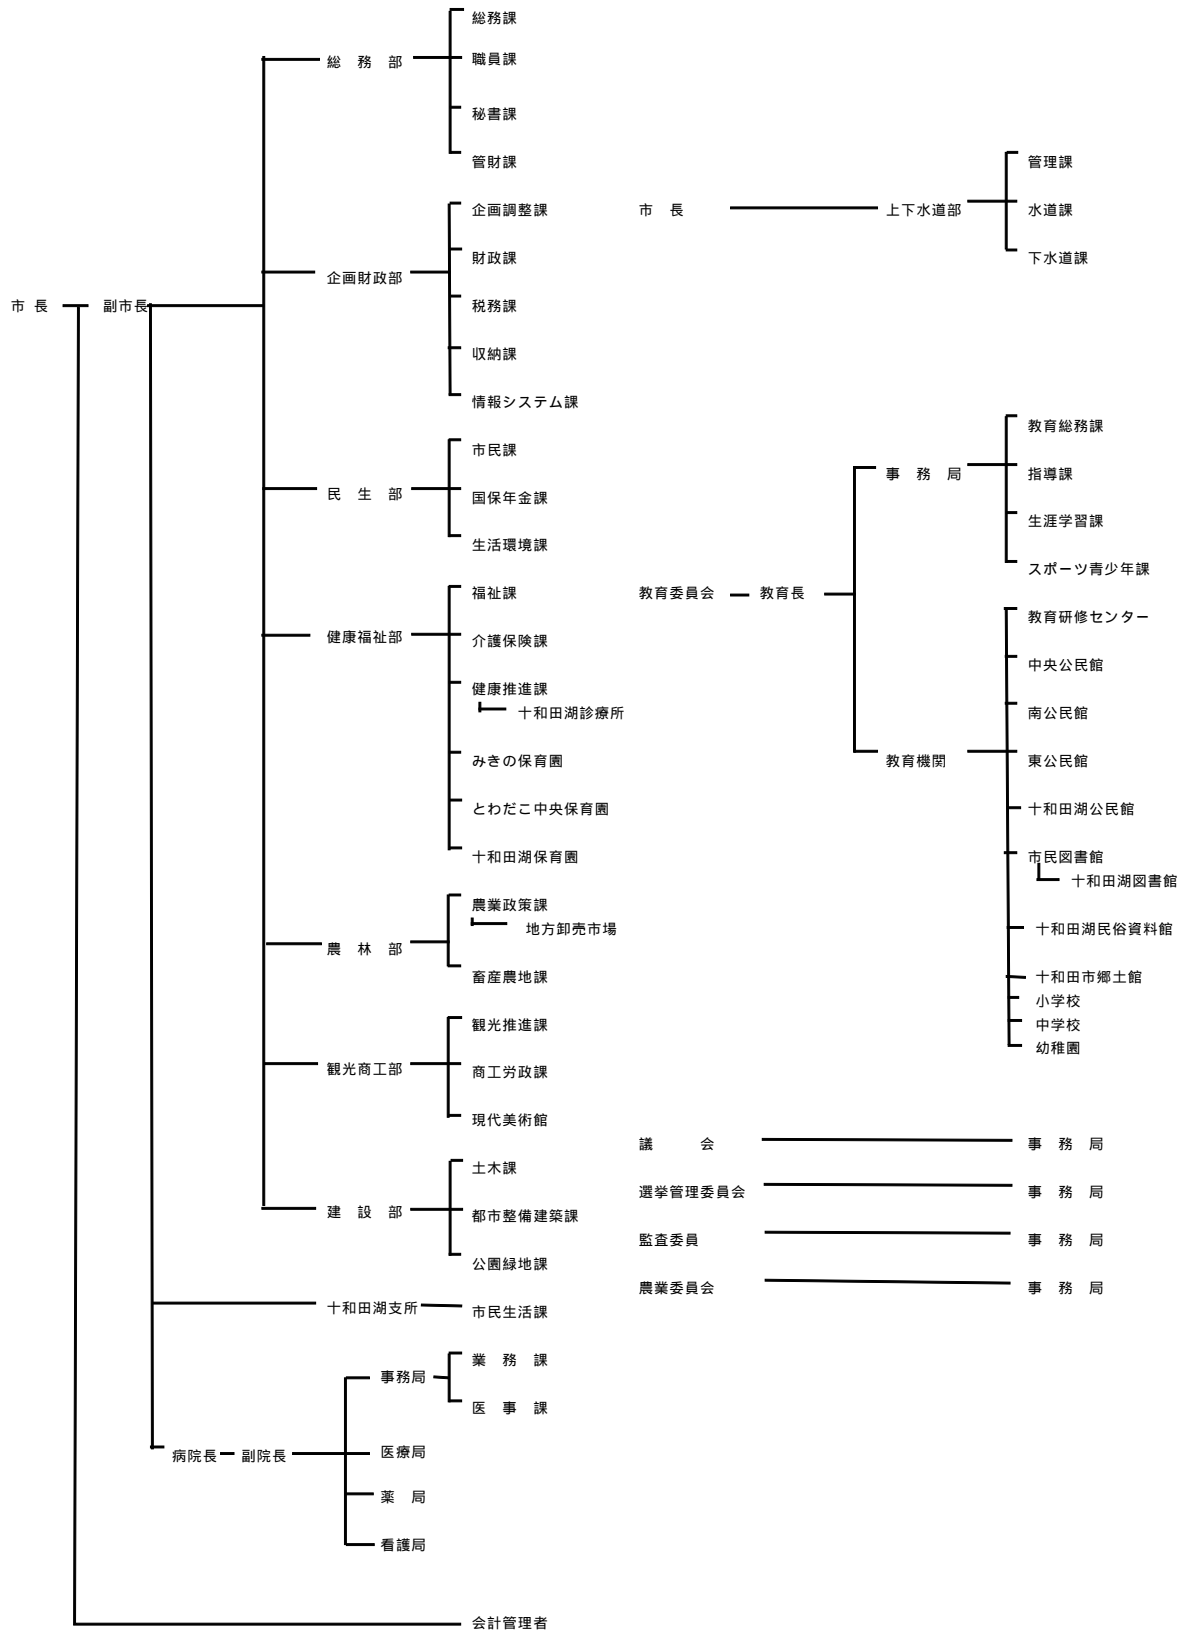 総務課
総 務 部
職員課
秘書課
管財課
企画調整課
財政課
企画財政部
税務課
収納課
情報システム課
市 長
副市長
市民課
民 生 部
国保年金課
生活環境課
福祉課
健康福祉部
介護保険課
健康推進課
十和田湖診療所
みきの保育園
とわだこ中央保育園
十和田湖保育園
農業政策課
地方卸売市場
農 林 部
畜産農地課
観光推進課
観光商工部
商工労政課
現代美術館
土木課
建 設 部
都市整備建築課
公園緑地課
十和田湖支所
市民生活課
業 務 課
事務局
医 事 課
病院長
副院長
医療局
薬 局
看護局
会計管理者
管理課
市 長
上下水道部
水道課
下水道課
教育総務課
事 務 局
指導課
生涯学習課
スポーツ青少年課
教育委員会
教育長
教育研修センター
中央公民館
南公民館
教育機関
東公民館
十和田湖公民館
市民図書館
十和田湖図書館
十和田湖民俗資料館
十和田市郷土館
小学校
中学校
幼稚園
議 会
事 務 局
選挙管理委員会
事 務 局
監査委員
事 務 局
農業委員会
事 務 局